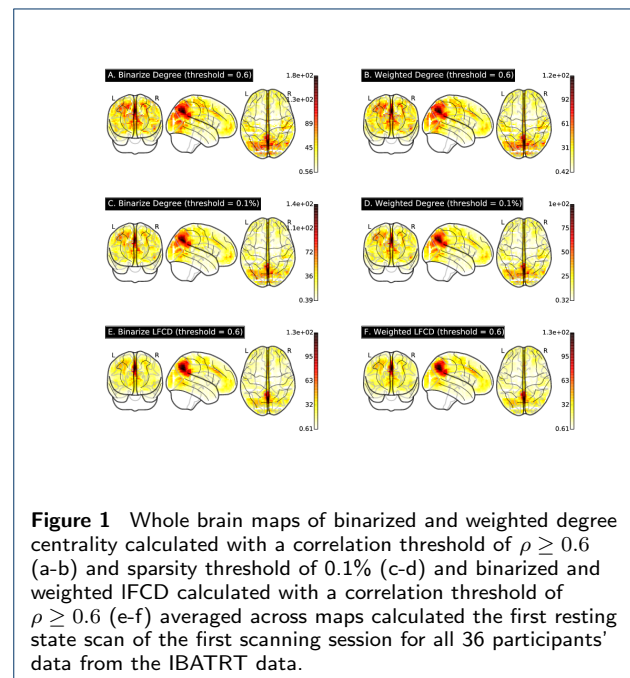 A. Binarize Degree (threshold = 0.6)
1.8e+02
L R
1.3e+02
L R
89
45
0.56
B. Weighted Degree (threshold = 0.6)
1.2e+02
L R
92
L R
61
31
0.42
C. Binarize Degree (threshold = 0.1%)
1.4e+02
L R
1.1e+02
L R
72
36
0.39
D. Weighted Degree (threshold = 0.1%)
1e+02
L R
75
L R
50
25
0.32
E. Binarize LFCD (threshold = 0.6)
1.3e+02
L R
95
L R
63
32
0.61
F. Weighted LFCD (threshold = 0.6)
1.3e+02
L R
95
L R
63
32
0.61
Figure 1 Whole brain maps of binarized and weighted degree
centrality calculated with a correlation threshold of ρ ≥ 0.6
(a-b) and sparsity threshold of 0.1% (c-d) and binarized and
weighted lFCD calculated with a correlation threshold of
ρ ≥ 0.6 (e-f) averaged across maps calculated the first resting
state scan of the first scanning session for all 36 participants'
data from the IBATRT data.